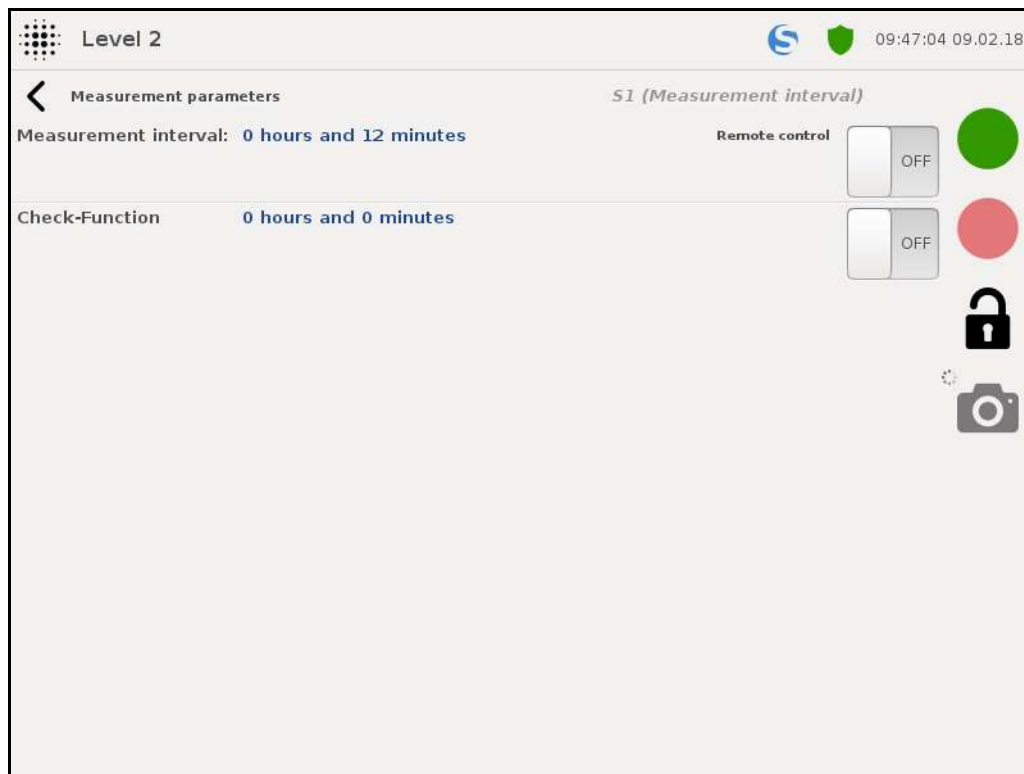 Level 2
09:47:04 09.02.18
Measurement parameters
S1 (Measurement interval)
Measurement interval: 0 hours and 12 minutes
Remote control
OFF
Check-Function 0 hours and 0 minutes
OFF